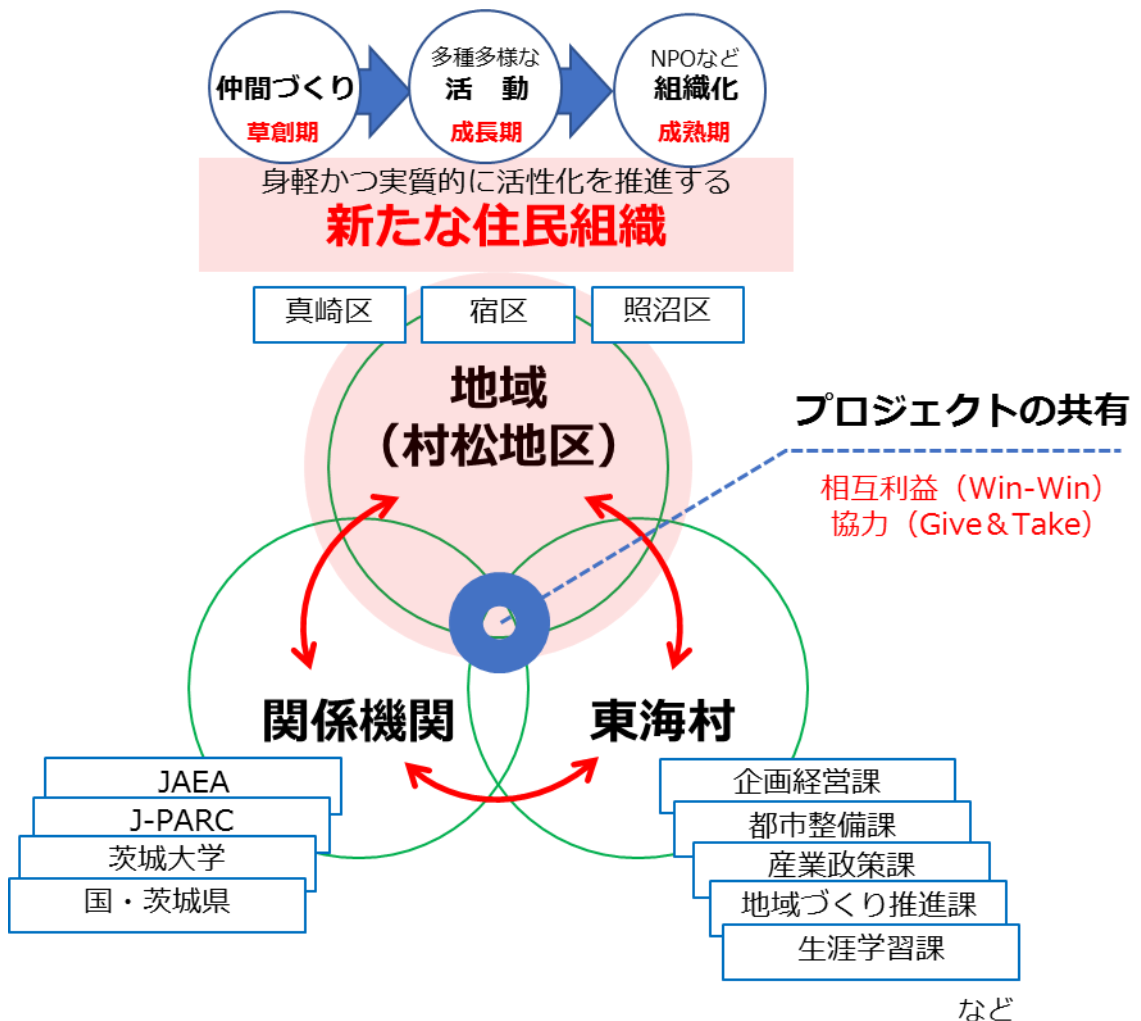 仲間づくり
草創期
多種多様な
活　動
成長期
NPOなど
組織化
成熟期
身軽かつ実質的に活性化を推進する
新たな住民組織
真崎区
宿区
照沼区
地域
（村松地区）
プロジェクトの共有
相互利益（Win-Win）
協力（Give＆Take）
関係機関
東海村
JAEA
J-PARC
茨城大学
国・茨城県
企画経営課
都市整備課
産業政策課
地域づくり推進課
生涯学習課
など